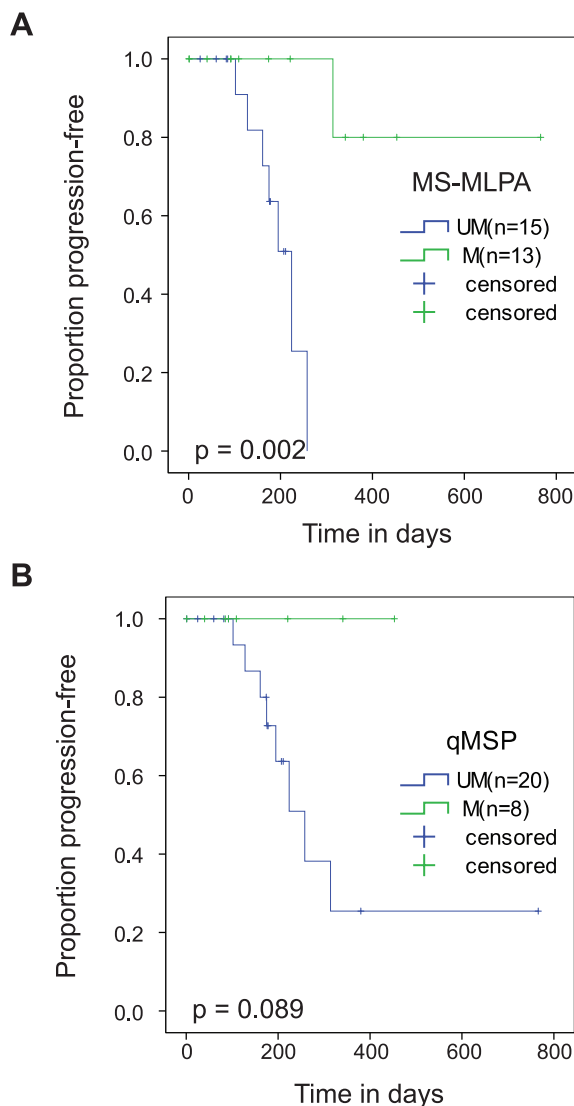 A
Proportion progression-free
1.0
0.8
0.6
0.4
0.2
0.0
MS-MLPA
UM(n=15)
M(n=13)
censored
censored
p = 0.002
0 200 400 600 800
Time in days
B
Proportion progression-free
1.0
0.8
0.6
0.4
0.2
0.0
qMSP
UM(n=20)
M(n=8)
censored
censored
p = 0.089
0 200 400 600 800
Time in days